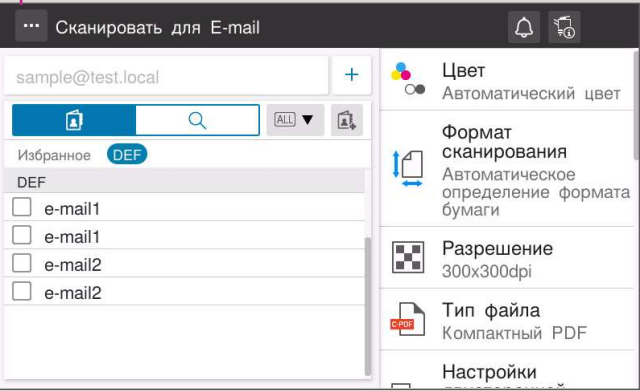 Сканировать для E-mail
sample@test.local
+
ALL
Избранное DEF
DEF
e-mail1
e-mail1
e-mail2
e-mail2
Цвет
Автоматический цвет
Формат
сканирования
Автоматическое
определение формата
бумаги
Разрешение
300x300dpi
C-PDF
Тип файла
Компактный PDF
Настройки